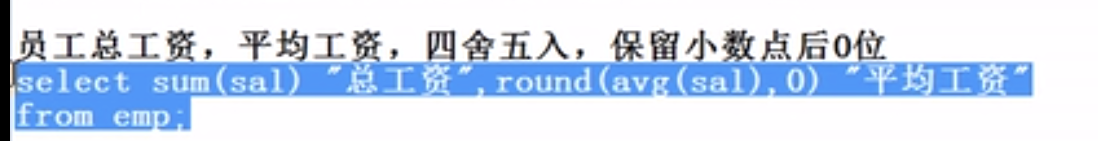 员工总工资，平均工资，四舍五入，保留小数点后0位
select sum(sal) "总工资",round(avg(sal),0) "平均工资"
from emp;